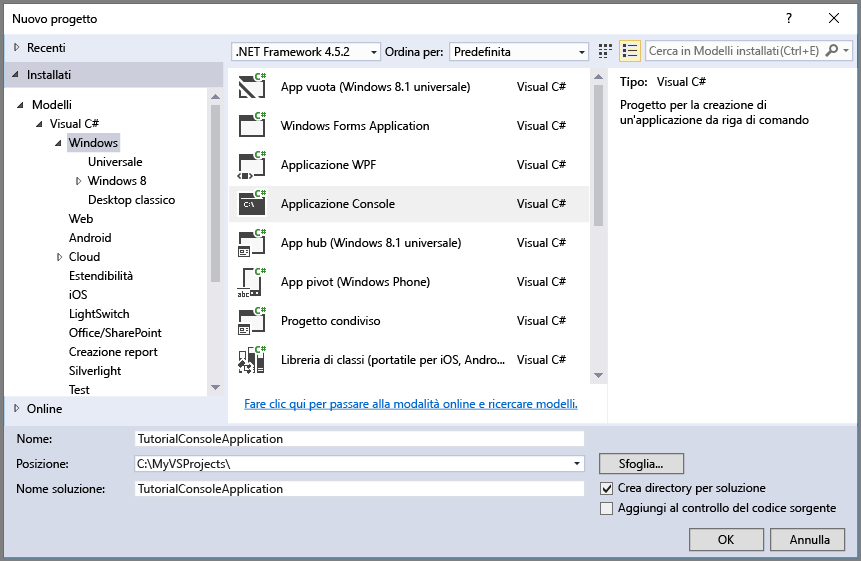 Nuovo progetto
?
Recenti
Installati
.NET Framework 4.5.2
Ordina per:
Predefinita
Cerca in Modelli installati(Ctrl+E)
Modelli
Visual C#
Windows
Universale
Windows 8
Desktop classico
Web
Android
Cloud
Estendibilità
iOS
LightSwitch
Office/SharePoint
Creazione report
Silverlight
Test
Online
C#
App vuota (Windows 8.1 universale)
Visual C#
C#
Windows Forms Application
Visual C#
C#
Applicazione WPF
Visual C#
C#
C:\
Applicazione Console
Visual C#
C#
App hub (Windows 8.1 universale)
Visual C#
C#
abc
App pivot (Windows Phone)
Visual C#
C#
Progetto condiviso
Visual C#
C#
Libreria di classi (portatile per iOS, Andro...
Visual C#
Fare clic qui per passare alla modalità online e ricercare modelli.
Tipo: Visual C#
Progetto per la creazione di
un'applicazione da riga di comando
Nome:
TutorialConsoleApplication
Posizione:
C:\MyVSProjects\
Sfoglia...
Nome soluzione:
TutorialConsoleApplication
Crea directory per soluzione
Aggiungi al controllo del codice sorgente
OK
Annulla